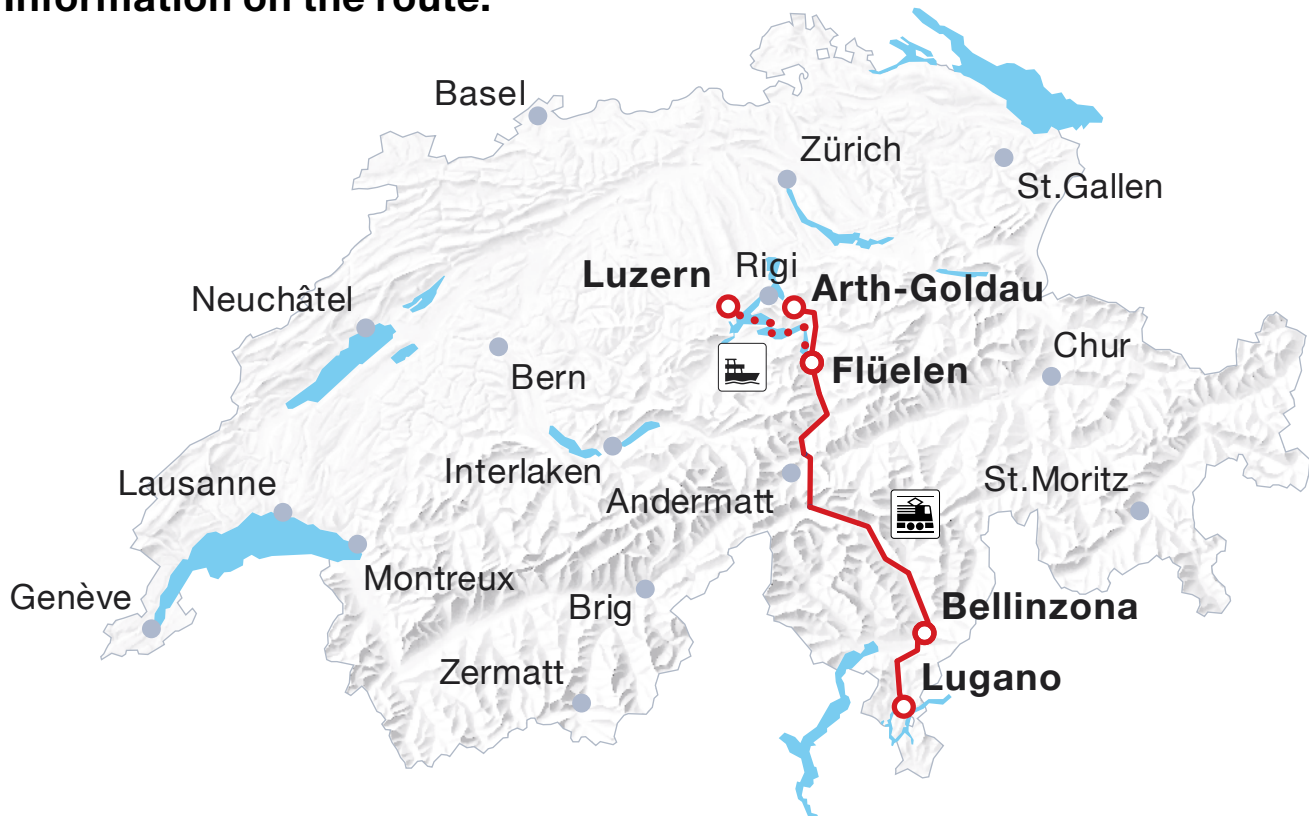 information on the route.
Basel
Zürich
St.Gallen
Luzern
Rigi
Arth-Goldau
Neuchâtel
Chur
Bern
Flüelen
Interlaken
Andermatt
St.Moritz
Lausanne
Montreux
Genève
Brig
Bellinzona
Zermatt
Lugano